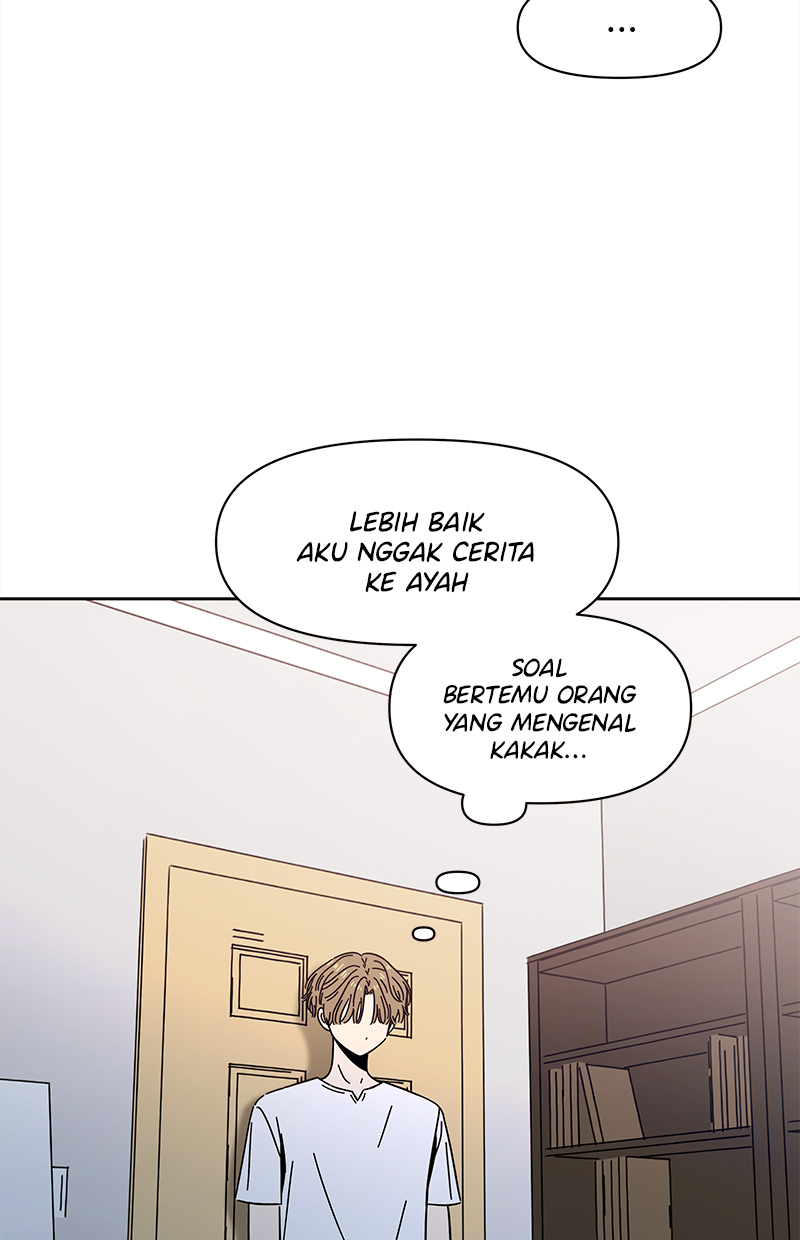 ...
LEBIH BAIK
AKU NGGAK CERITA
KE AYAH
SOAL
BERTEMU ORANG
YANG MENGENAL
KAKAK...